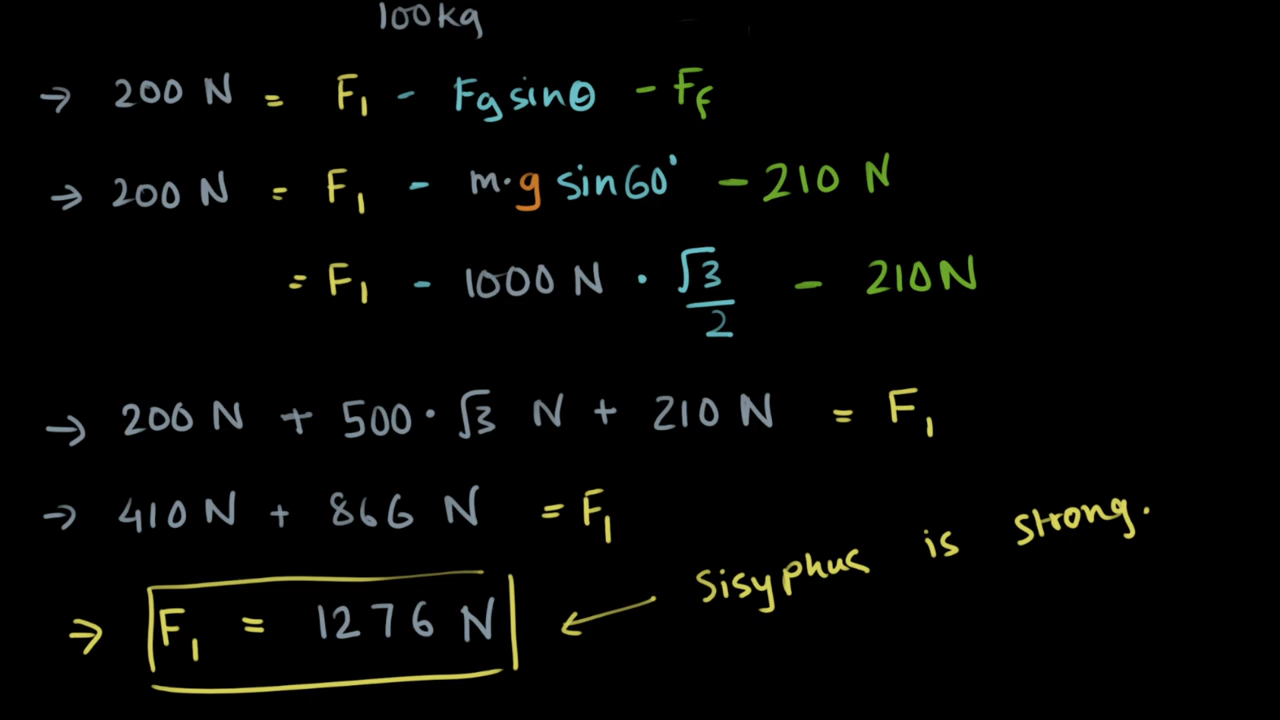 100kg
→ 200 N = F₁ - Fg sinθ - Ff
→ 200 N = F₁ - m·g sin60° - 210 N
= F₁ - 1000 N · √3/2 - 210N
→ 200 N + 500·√3 N + 210 N = F₁
→ 410 N + 866 N = F₁
⇒ F₁ = 1276 N ← Sisyphus is strong.